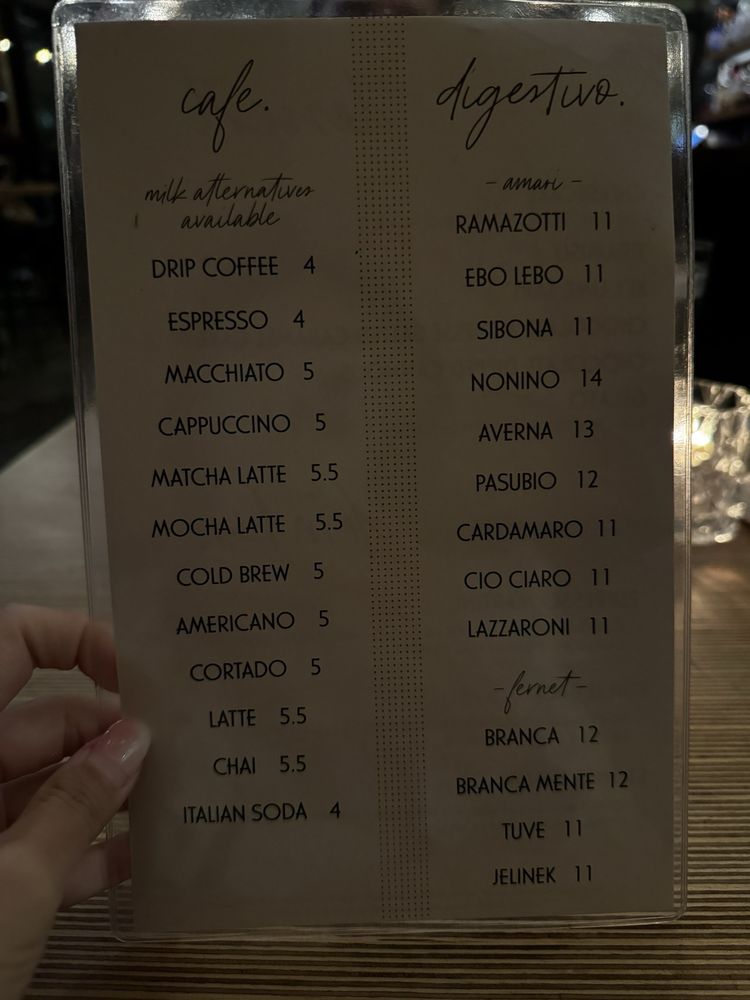 cafe.
milk alternatives
available
DRIP COFFEE 4
ESPRESSO 4
MACCHIATO 5
CAPPUCCINO 5
MATCHA LATTE 5.5
MOCHA LATTE 5.5
COLD BREW 5
AMERICANO 5
CORTADO 5
LATTE 5.5
CHAI 5.5
ITALIAN SODA 4
digestivo.
- amari -
RAMAZOTTI 11
EBO LEBO 11
SIBONA 11
NONINO 14
AVERNA 13
PASUBIO 12
CARDAMARO 11
CIO CIARO 11
LAZZARONI 11
- fernet -
BRANCA 12
BRANCA MENTE 12
TUVE 11
JELINEK 11